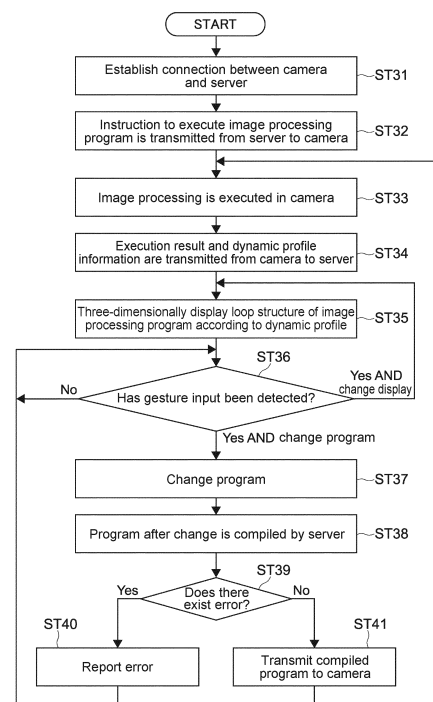 START
Establish connection between camera
and server
ST31
Instruction to execute image processing
program is transmitted from server to camera
ST32
Image processing is executed in camera
ST33
Execution result and dynamic profile
information are transmitted from camera to server
ST34
Three-dimensionally display loop structure of image
processing program according to dynamic profile
ST35
ST36
Has gesture input been detected?
No
Yes AND
change display
Yes AND change program
Change program
ST37
Program after change is compiled by server
ST38
ST39
Does there
exist error?
Yes
No
ST40
Report error
ST41
Transmit compiled
program to camera